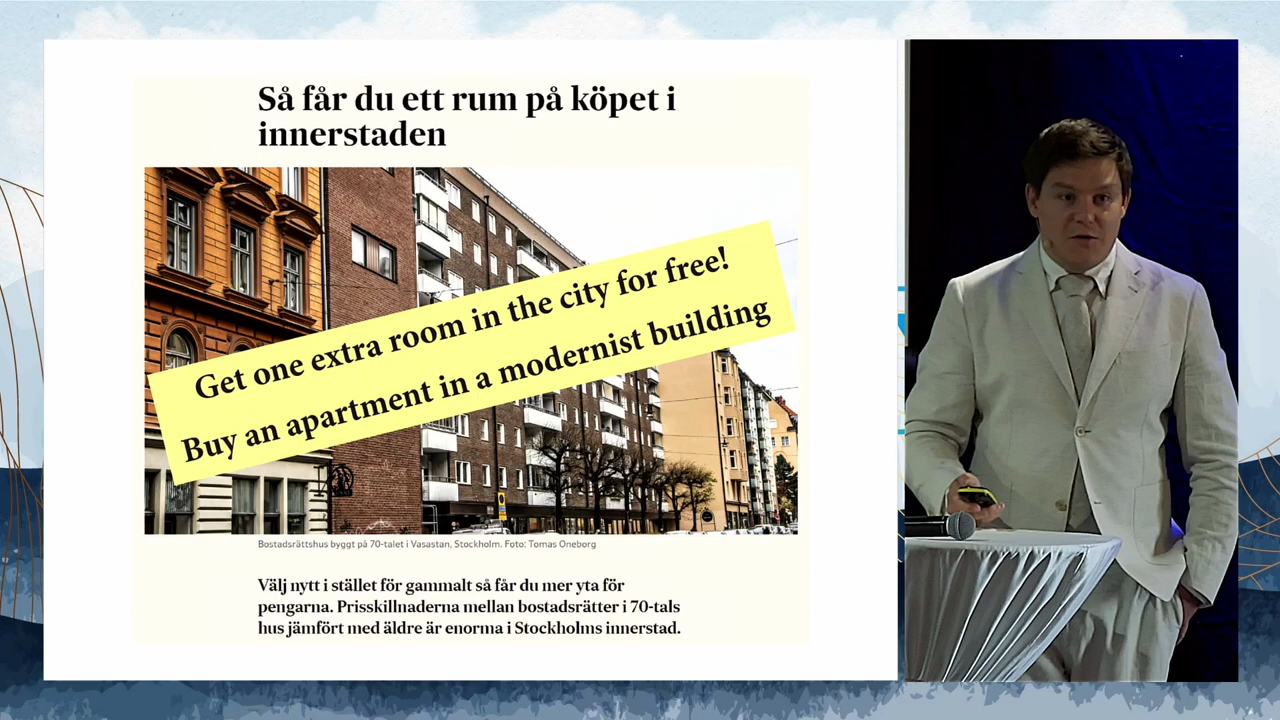 Så får du ett rum på köpet i
innerstaden
Get one extra room in the city for free!
Buy an apartment in a modernist building
Bostadsrättshus byggt på 70-talet i Vasastan, Stockholm. Foto: Tomas Oneborg
Välj nytt i stället för gammalt så får du mer yta för
pengarna. Prisskillnaderna mellan bostadsrätter i 70-tals
hus jämfört med äldre är enorma i Stockholms innerstad.